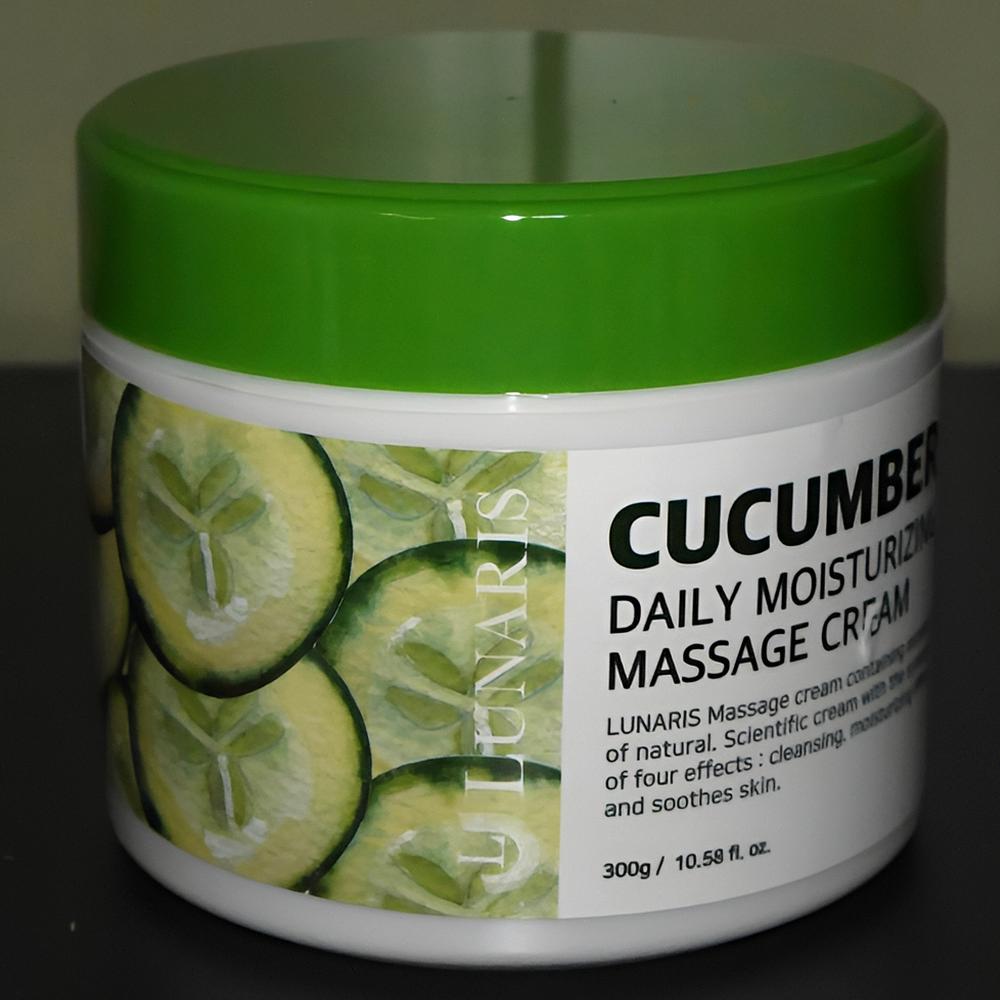 LUNARIS
CUCUMBER
DAILY MOISTURIZING
MASSAGE CREAM
LUNARIS Massage cream containing
of natural. Scientific cream with the
of four effects : cleansing, moisturizing
and soothes skin.
300g / 10.58 fl. oz.